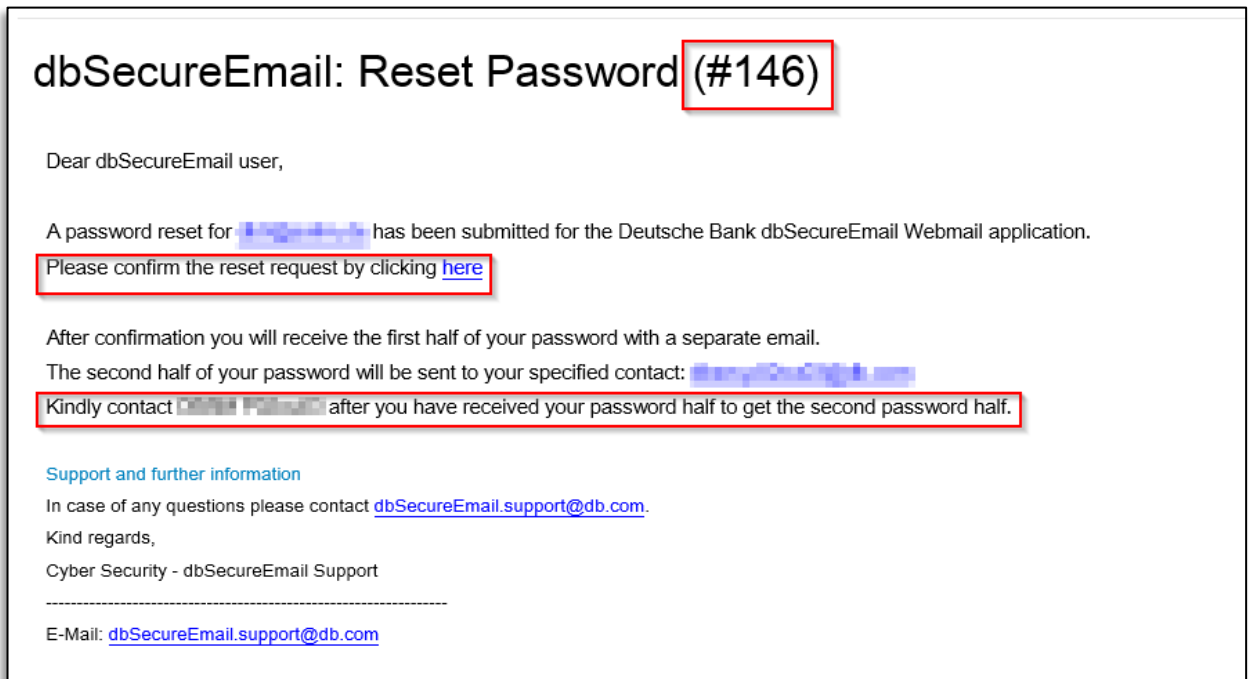 dbSecureEmail: Reset Password (#146)
Dear dbSecureEmail user,
A password reset for has been submitted for the Deutsche Bank dbSecureEmail Webmail application.
Please confirm the reset request by clicking here
After confirmation you will receive the first half of your password with a separate email.
The second half of your password will be sent to your specified contact:
Kindly contact after you have received your password half to get the second password half.
Support and further information
In case of any questions please contact dbSecureEmail.support@db.com.
Kind regards,
Cyber Security - dbSecureEmail Support
------------------------------------------------------------------
E-Mail: dbSecureEmail.support@db.com